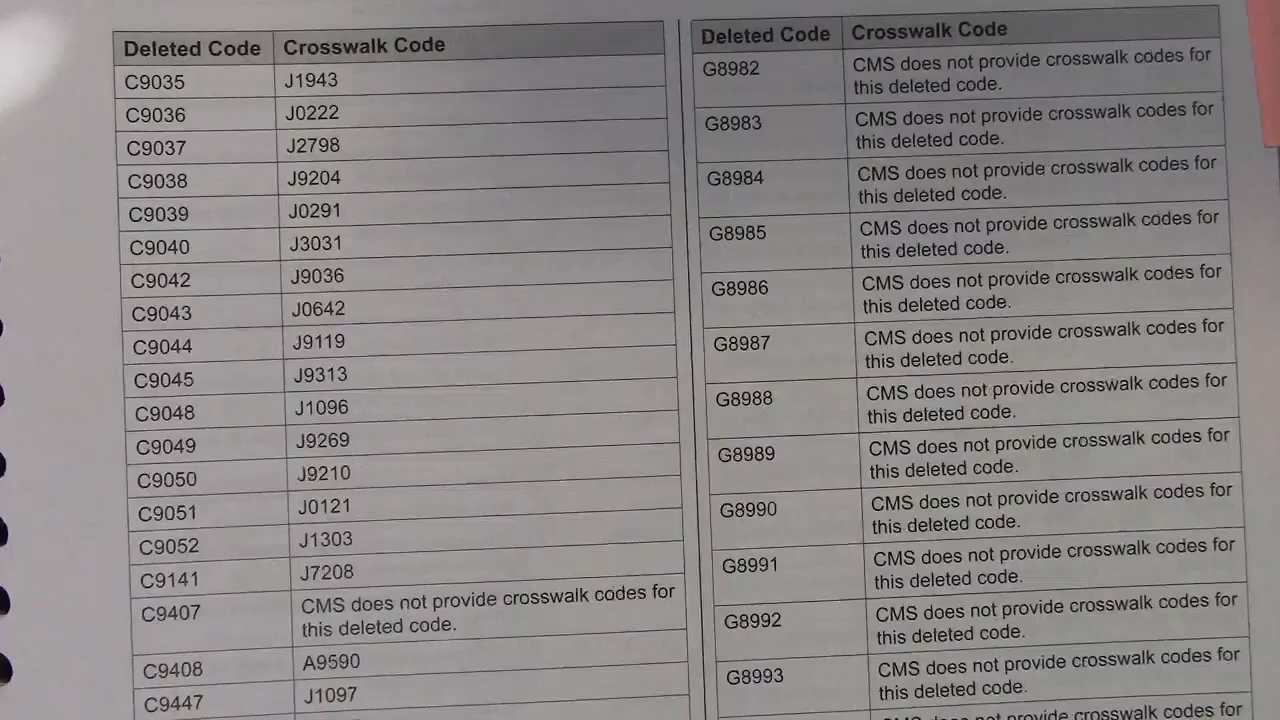 Deleted Code Crosswalk Code
C9035 J1943
C9036 J0222
C9037 J2798
C9038 J9204
C9039 J0291
C9040 J3031
C9042 J9036
C9043 J0642
C9044 J9119
C9045 J9313
C9048 J1096
C9049 J9269
C9050 J9210
C9051 J0121
C9052 J1303
C9141 J7208
C9407 CMS does not provide crosswalk codes for
this deleted code.
C9408 A9590
C9447 J1097
Deleted Code Crosswalk Code
G8982 CMS does not provide crosswalk codes for
this deleted code.
G8983 CMS does not provide crosswalk codes for
this deleted code.
G8984 CMS does not provide crosswalk codes for
this deleted code.
G8985 CMS does not provide crosswalk codes for
this deleted code.
G8986 CMS does not provide crosswalk codes for
this deleted code.
G8987 CMS does not provide crosswalk codes for
this deleted code.
G8988 CMS does not provide crosswalk codes for
this deleted code.
G8989 CMS does not provide crosswalk codes for
this deleted code.
G8990 CMS does not provide crosswalk codes for
this deleted code.
G8991 CMS does not provide crosswalk codes for
this deleted code.
G8992 CMS does not provide crosswalk codes for
this deleted code.
G8993 CMS does not provide crosswalk codes for
this deleted code.
CMS does not provide crosswalk codes for